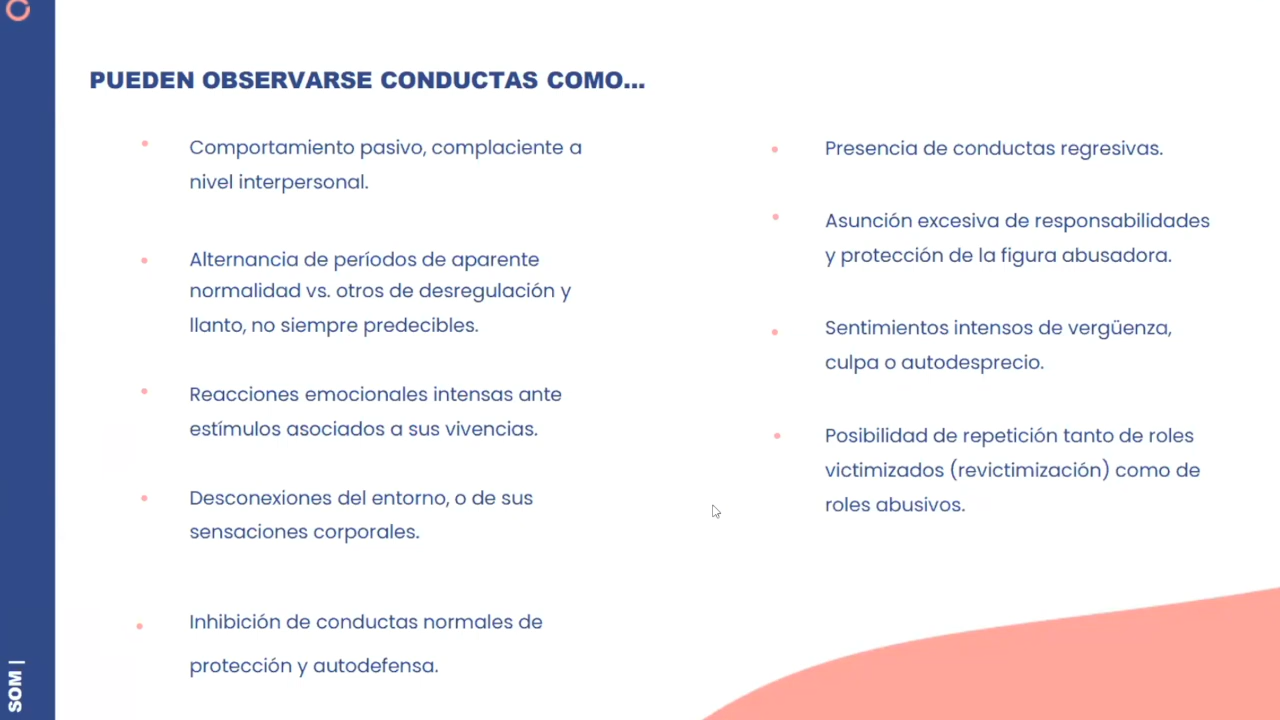 PUEDEN OBSERVARSE CONDUCTAS COMO...
Comportamiento pasivo, complaciente a
nivel interpersonal.
Alternancia de períodos de aparente
normalidad vs. otros de desregulación y
llanto, no siempre predecibles.
Reacciones emocionales intensas ante
estímulos asociados a sus vivencias.
Desconexiones del entorno, o de sus
sensaciones corporales.
Inhibición de conductas normales de
protección y autodefensa.
Presencia de conductas regresivas.
Asunción excesiva de responsabilidades
y protección de la figura abusadora.
Sentimientos intensos de vergüenza,
culpa o autodesprecio.
Posibilidad de repetición tanto de roles
victimizados (revictimización) como de
roles abusivos.
SOM |